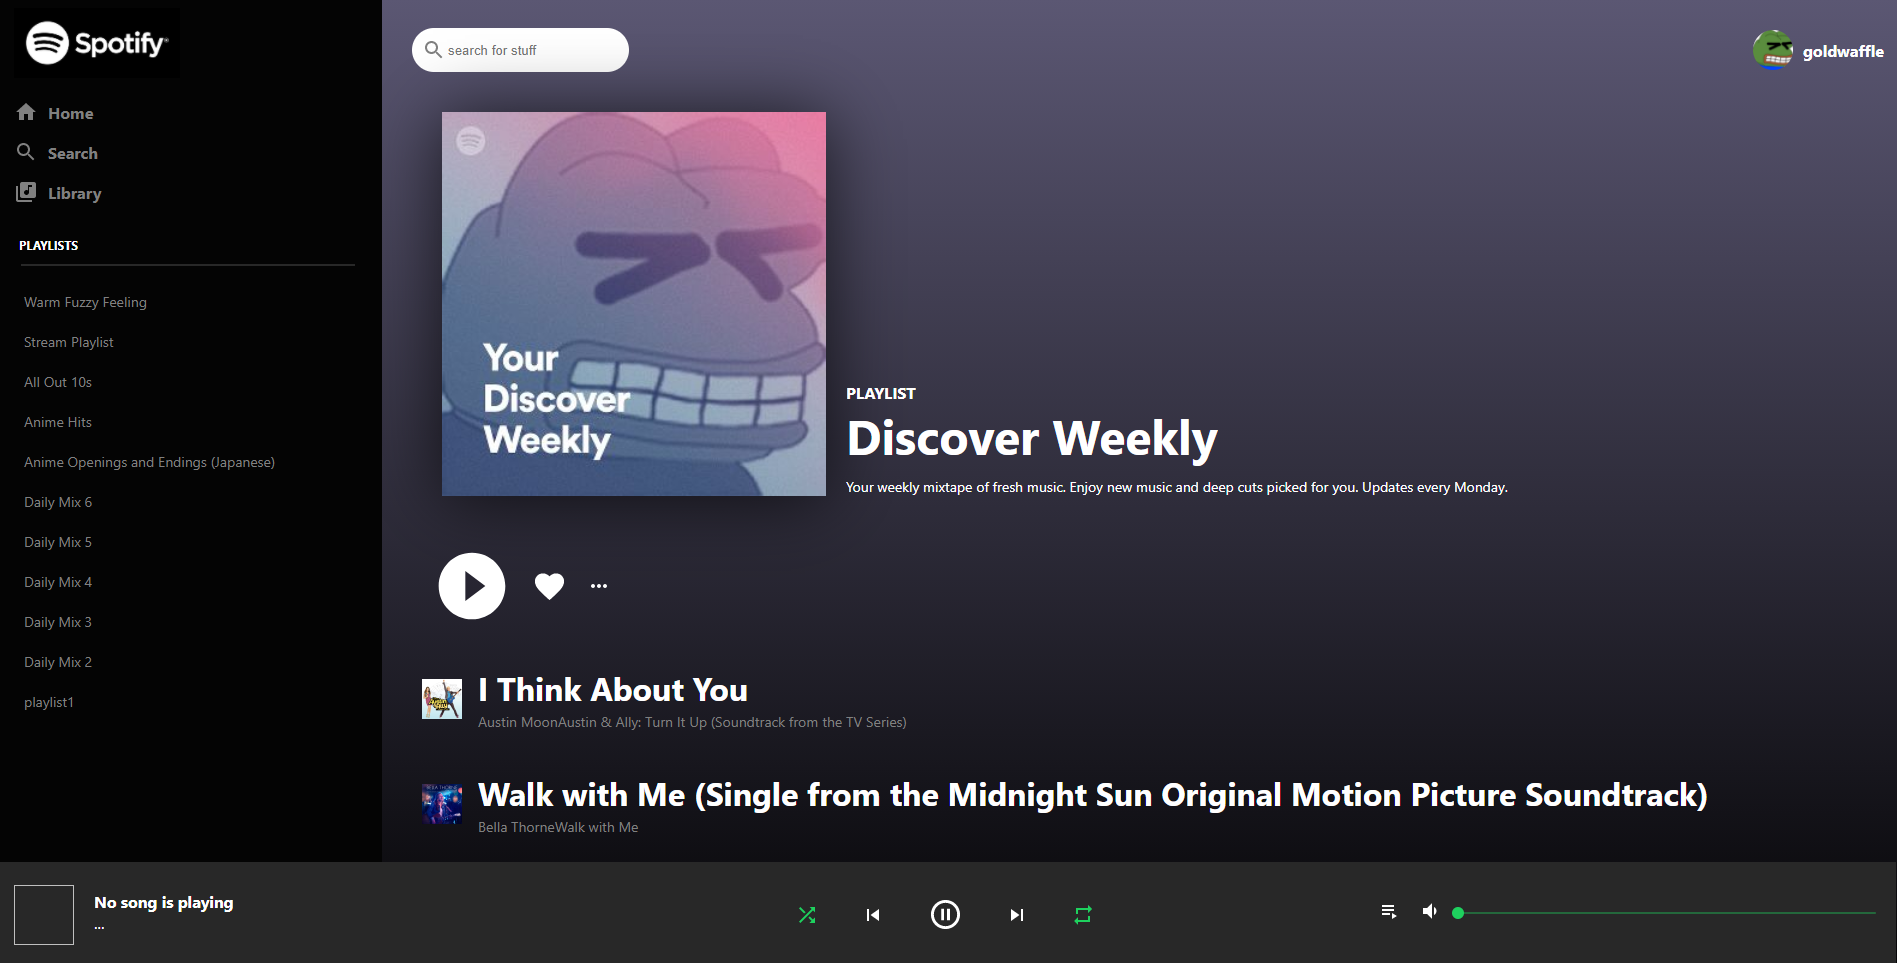 Spotify
Home
Search
Library
PLAYLISTS
Warm Fuzzy Feeling
Stream Playlist
All Out 10s
Anime Hits
Anime Openings and Endings (Japanese)
Daily Mix 6
Daily Mix 5
Daily Mix 4
Daily Mix 3
Daily Mix 2
playlist1
search for stuff
goldwaffle
Your
Discover
Weekly
PLAYLIST
Discover Weekly
Your weekly mixtape of fresh music. Enjoy new music and deep cuts picked for you. Updates every Monday.
I Think About You
Austin MoonAustin & Ally: Turn It Up (Soundtrack from the TV Series)
Walk with Me (Single from the Midnight Sun Original Motion Picture Soundtrack)
Bella ThorneWalk with Me
No song is playing
...